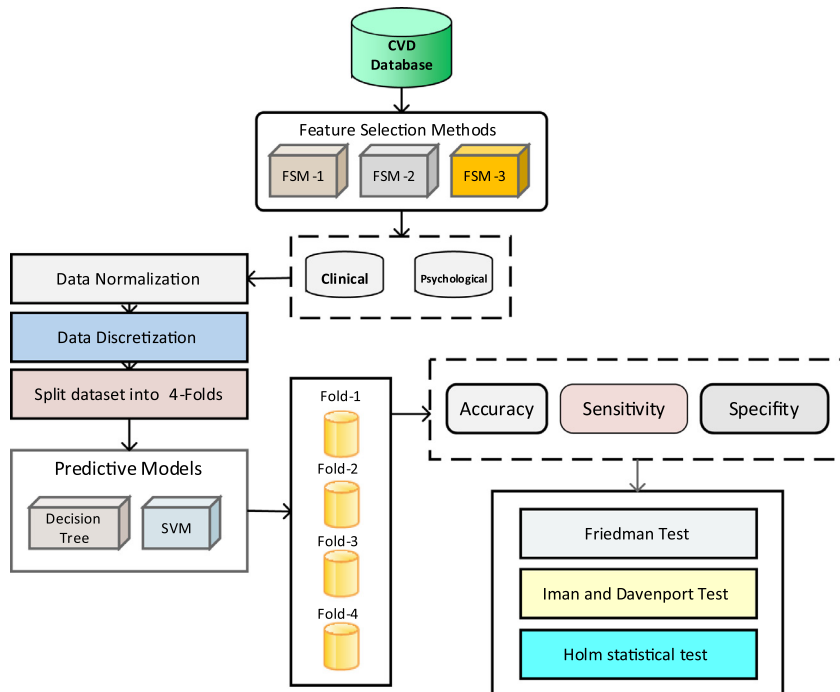 CVD
Database
Feature Selection Methods
FSM -1
FSM -2
FSM -3
Clinical
Psychological
Data Normalization
Data Discretization
Split dataset into 4-Folds
Predictive Models
Decision
Tree
SVM
Fold-1
Fold-2
Fold-3
Fold-4
Accuracy
Sensitivity
Specifity
Friedman Test
Iman and Davenport Test
Holm statistical test